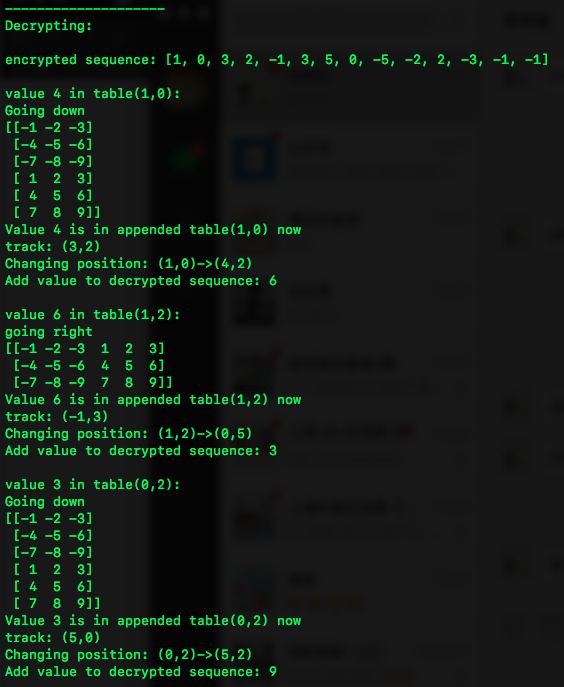 --------------------
Decrypting:
encrypted sequence: [1, 0, 3, 2, -1, 3, 5, 0, -5, -2, 2, -3, -1, -1]
value 4 in table(1,0):
Going down
[[-1 -2 -3]
[-4 -5 -6]
[-7 -8 -9]
[ 1 2 3]
[ 4 5 6]
[ 7 8 9]]
Value 4 is in appended table(1,0) now
track: (3,2)
Changing position: (1,0)->(4,2)
Add value to decrypted sequence: 6
value 6 in table(1,2):
going right
[[-1 -2 -3 1 2 3]
[-4 -5 -6 4 5 6]
[-7 -8 -9 7 8 9]]
Value 6 is in appended table(1,2) now
track: (-1,3)
Changing position: (1,2)->(0,5)
Add value to decrypted sequence: 3
value 3 in table(0,2):
Going down
[[-1 -2 -3]
[-4 -5 -6]
[-7 -8 -9]
[ 1 2 3]
[ 4 5 6]
[ 7 8 9]]
Value 3 is in appended table(0,2) now
track: (5,0)
Changing position: (0,2)->(5,2)
Add value to decrypted sequence: 9